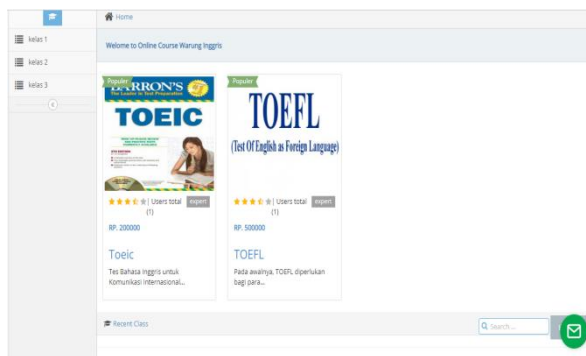 Home
kelas 1
kelas 2
kelas 3
Welome to Online Course Warung Inggris
Populer
BARRON'S
The Leader in Test Preparation
TOEIC
Users total
(1)
expert
RP. 200000
Toeic
Tes Bahasa Inggris untuk
Komunikasi Internasional...
Populer
TOEFL
(Test Of English as Foreign Language)
Users total
(1)
expert
RP. 500000
TOEFL
Pada awalnya, TOEFL diperlukan
bagi para...
Recent Class
Search...